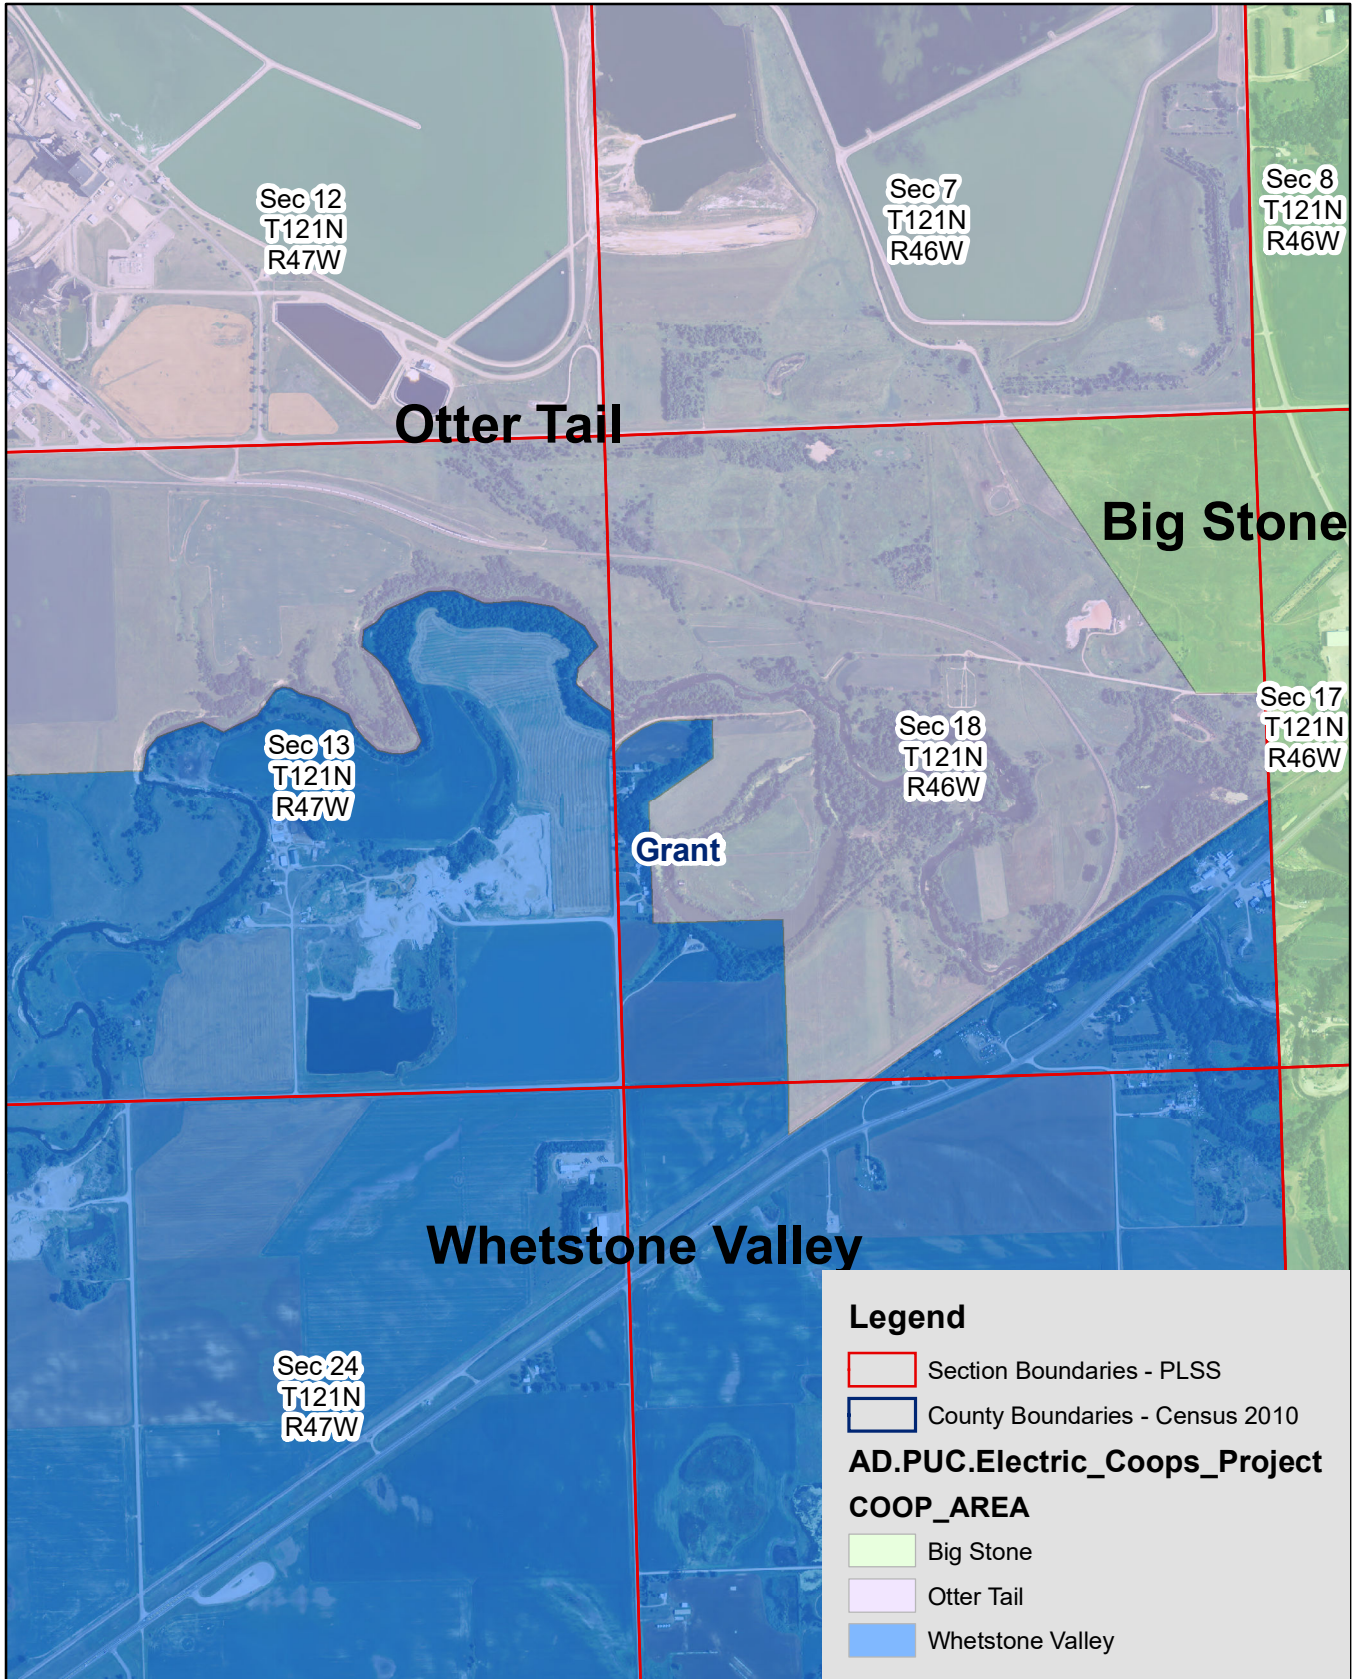 Sec 12
T121N
R47W
Sec 7
T121N
R46W
Sec 8
T121N
R46W
Otter Tail
Big Stone
Sec 13
T121N
R47W
Sec 18
T121N
R46W
Sec 17
T121N
R46W
Grant
Whetstone Valley
Sec 24
T121N
R47W
Legend
Section Boundaries - PLSS
County Boundaries - Census 2010
AD.PUC.Electric_Coops_Project
COOP_AREA
Big Stone
Otter Tail
Whetstone Valley